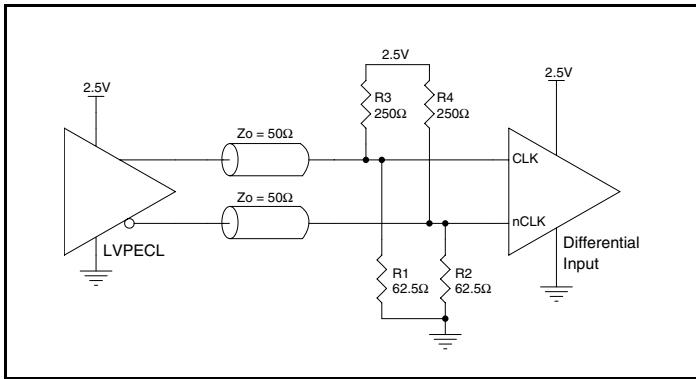 2.5V
2.5V
2.5V
R3
250Ω
R4
250Ω
Zo = 50Ω
CLK
Zo = 50Ω
nCLK
LVPECL
Differential
Input
R1
62.5Ω
R2
62.5Ω